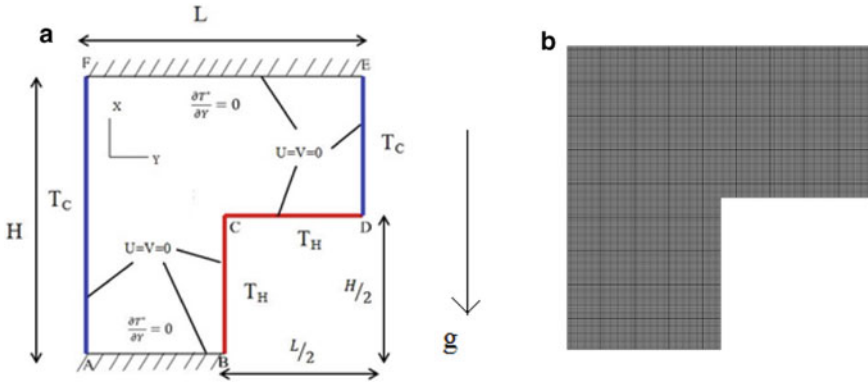 a
L
b
F
E
∂T*/∂Y = 0
X
Y
U=V=0
T_C
T_C
H
C
D
T_H
U=V=0
T_H
H/2
∂T*/∂Y = 0
L/2
g
A
B